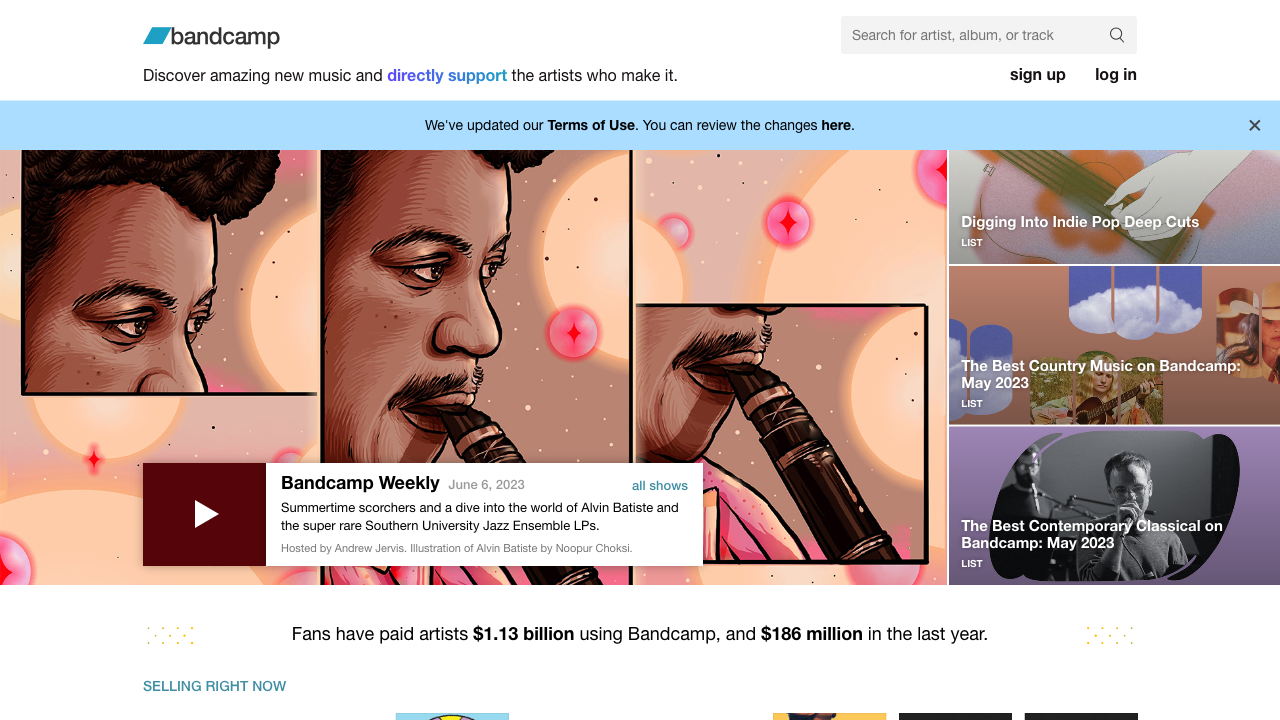 bandcamp
Search for artist, album, or track
Discover amazing new music and directly support the artists who make it.
sign up
log in
We've updated our Terms of Use. You can review the changes here.
Digging Into Indie Pop Deep Cuts
LIST
The Best Country Music on Bandcamp:
May 2023
LIST
The Best Contemporary Classical on
Bandcamp: May 2023
LIST
Bandcamp Weekly June 6, 2023
all shows
Summertime scorchers and a dive into the world of Alvin Batiste and
the super rare Southern University Jazz Ensemble LPs.
Hosted by Andrew Jervis. Illustration of Alvin Batiste by Noopur Choksi.
Fans have paid artists $1.13 billion using Bandcamp, and $186 million in the last year.
SELLING RIGHT NOW